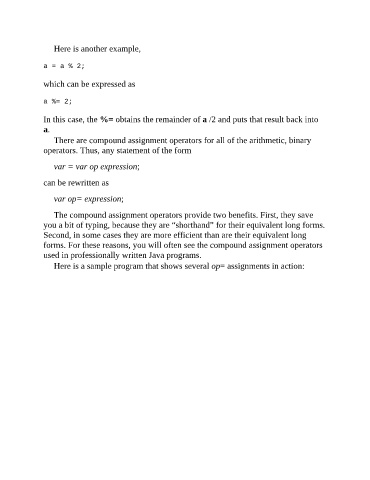 Here is another example,
a = a % 2;
which can be expressed as
a %= 2;
In this case, the %= obtains the remainder of a /2 and puts that result back into
a.
There are compound assignment operators for all of the arithmetic, binary
operators. Thus, any statement of the form
var = var op expression;
can be rewritten as
var op= expression;
The compound assignment operators provide two benefits. First, they save
you a bit of typing, because they are “shorthand” for their equivalent long forms.
Second, in some cases they are more efficient than are their equivalent long
forms. For these reasons, you will often see the compound assignment operators
used in professionally written Java programs.
Here is a sample program that shows several op= assignments in action: